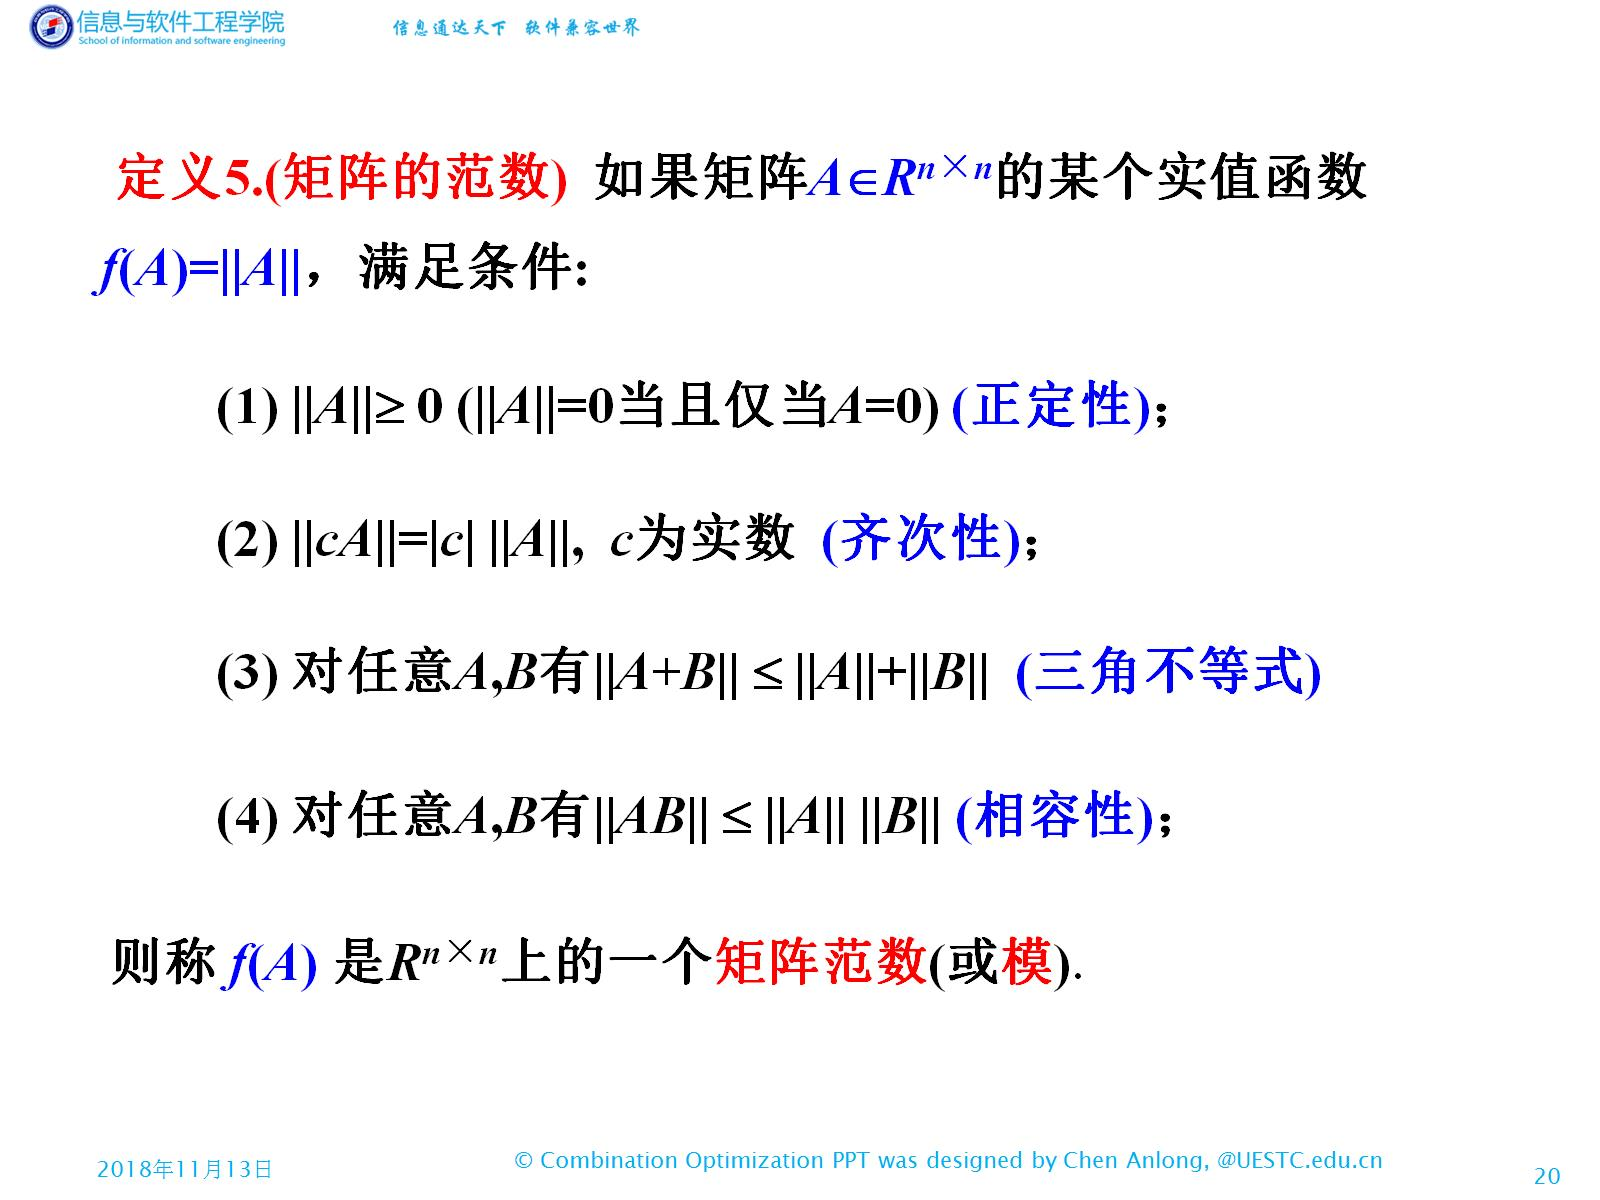 信息与软件工程学院
School of information and software engineering
信息通达天下 软件兼容世界
定义5.(矩阵的范数) 如果矩阵A∈Rⁿ×ⁿ的某个实值函数
f(A)=||A||，满足条件:
(1) ||A||≥ 0 (||A||=0当且仅当A=0) (正定性)；
(2) ||cA||=|c| ||A||, c为实数 (齐次性)；
(3) 对任意A,B有||A+B|| ≤ ||A||+||B|| (三角不等式)
(4) 对任意A,B有||AB|| ≤ ||A|| ||B|| (相容性)；
则称 f(A) 是Rⁿ×ⁿ上的一个矩阵范数(或模).
2018年11月13日
© Combination Optimization PPT was designed by Chen Anlong, @UESTC.edu.cn
20